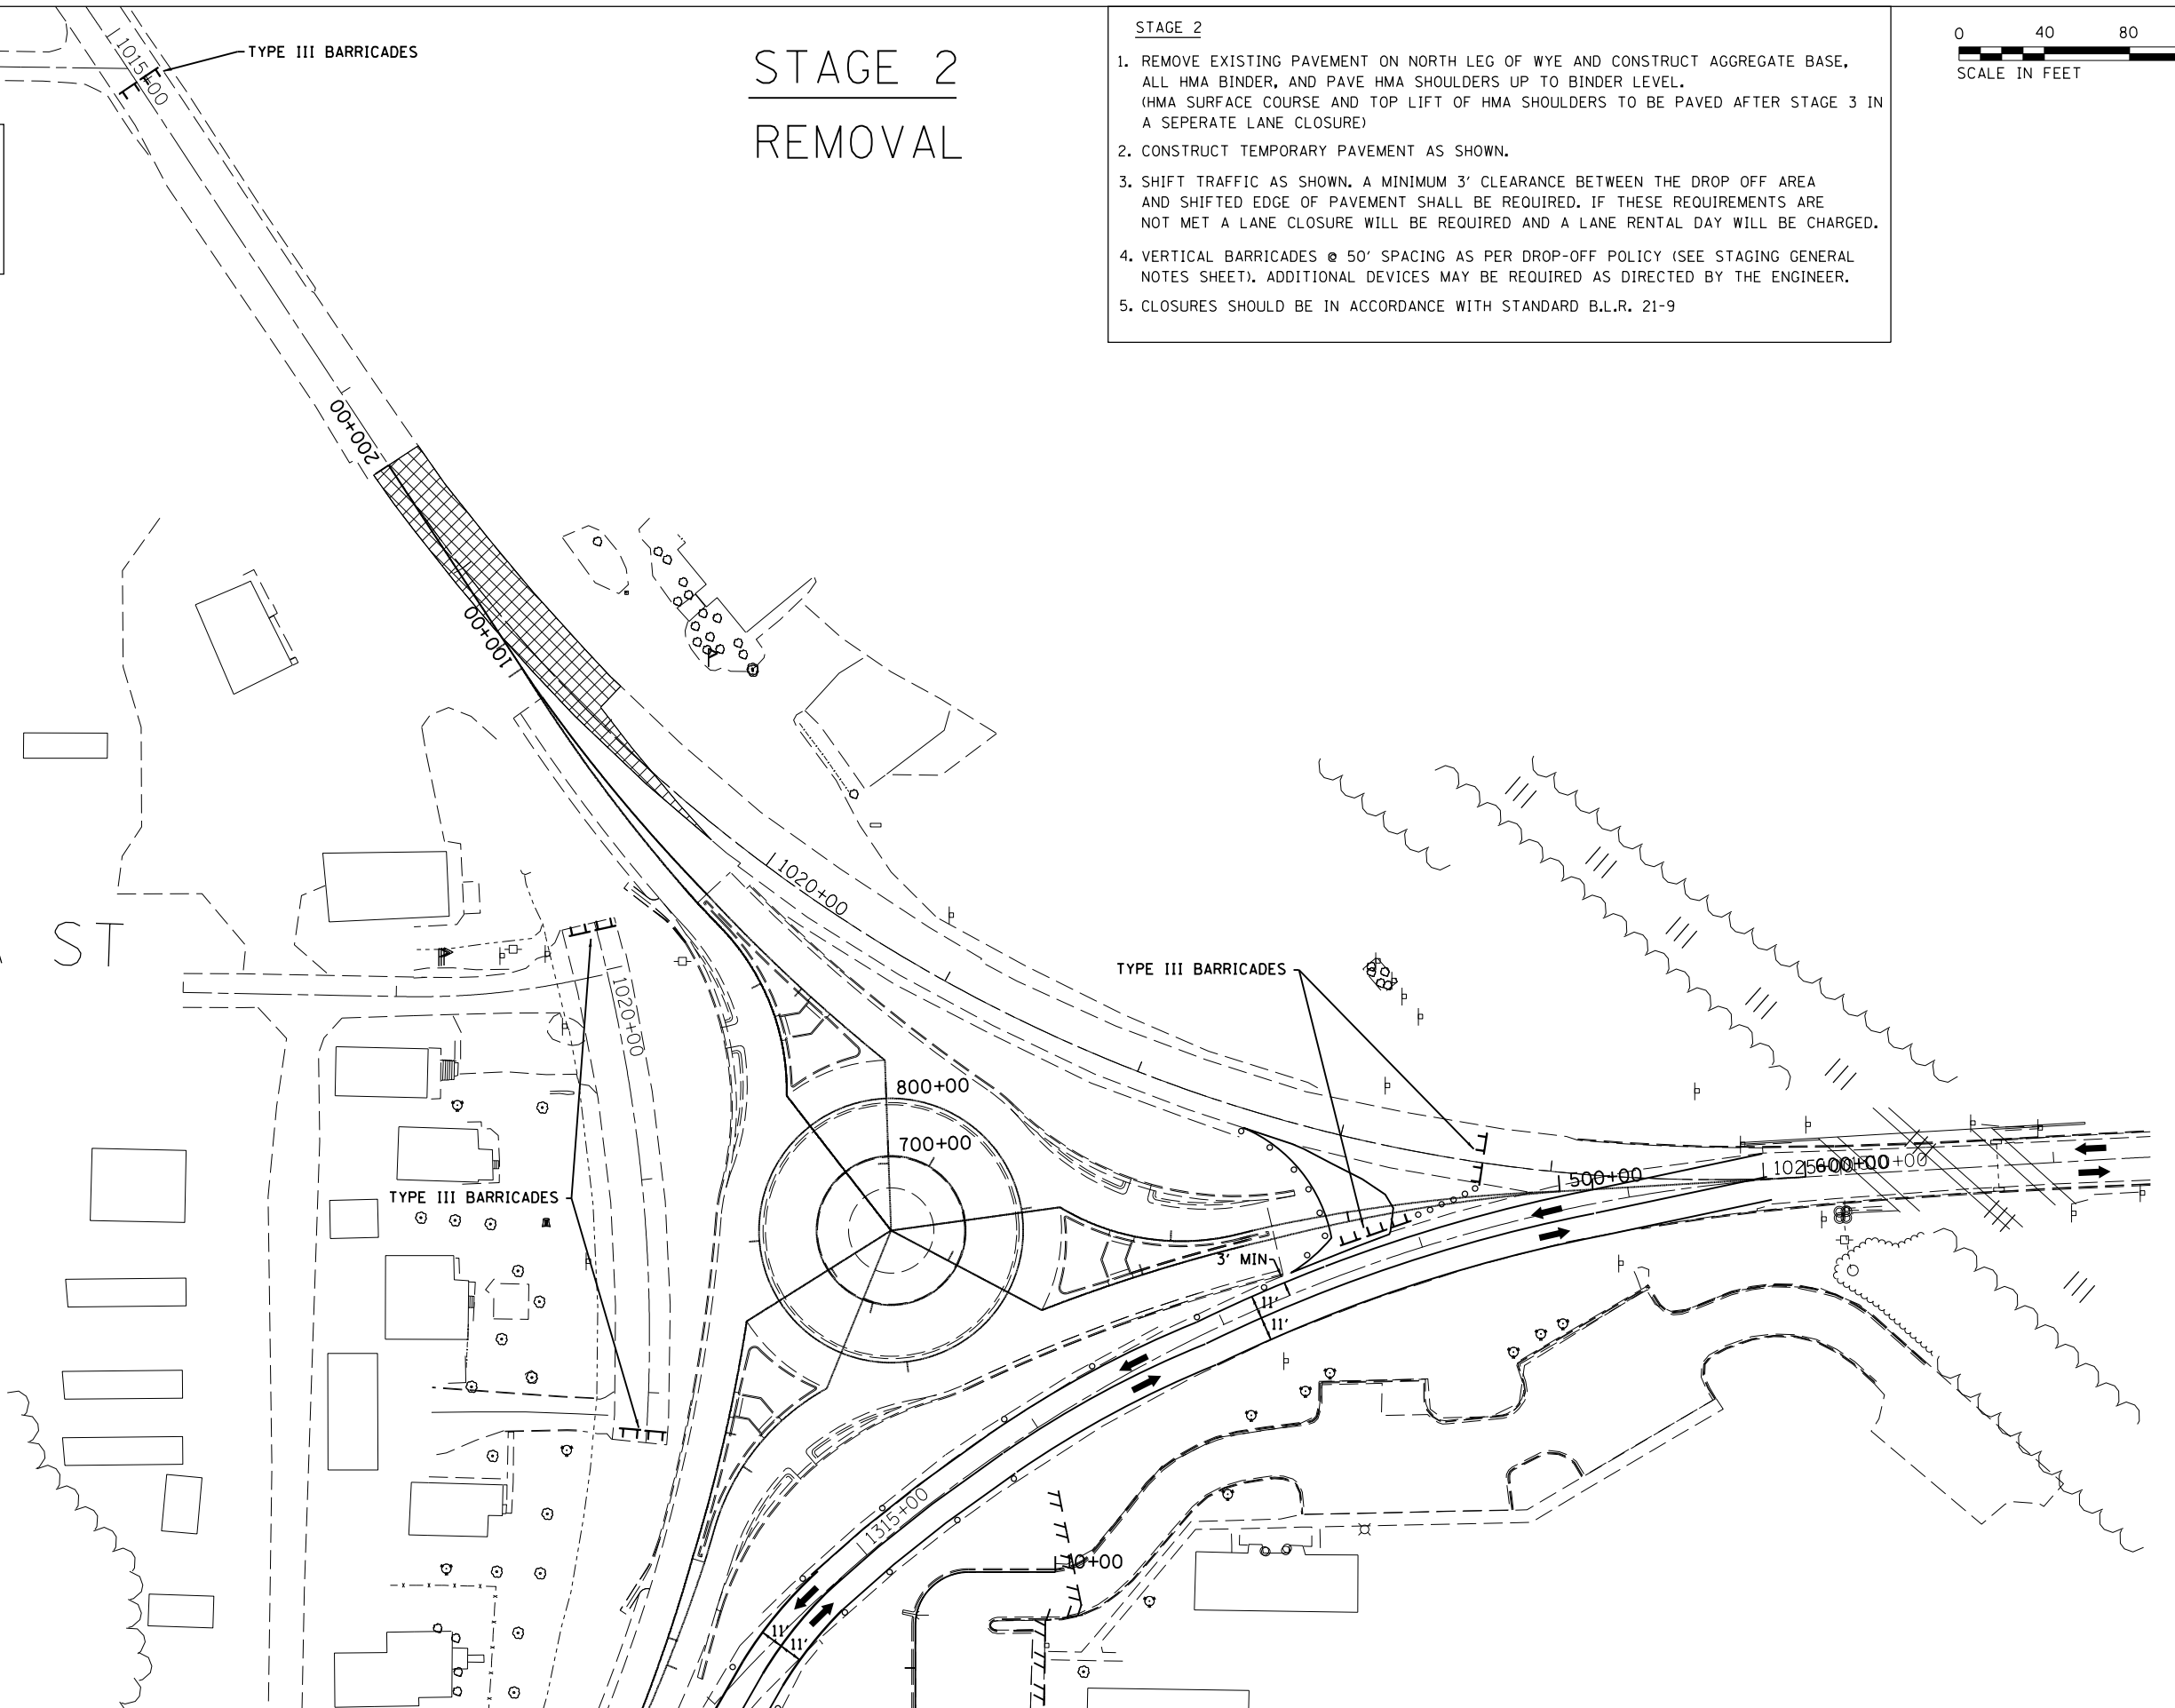 TYPE III BARRICADES
1015+00
STAGE 2
REMOVAL
STAGE 2
1. REMOVE EXISTING PAVEMENT ON NORTH LEG OF WYE AND CONSTRUCT AGGREGATE BASE,
ALL HMA BINDER, AND PAVE HMA SHOULDERS UP TO BINDER LEVEL.
(HMA SURFACE COURSE AND TOP LIFT OF HMA SHOULDERS TO BE PAVED AFTER STAGE 3 IN
A SEPERATE LANE CLOSURE)
2. CONSTRUCT TEMPORARY PAVEMENT AS SHOWN.
3. SHIFT TRAFFIC AS SHOWN. A MINIMUM 3' CLEARANCE BETWEEN THE DROP OFF AREA
AND SHIFTED EDGE OF PAVEMENT SHALL BE REQUIRED. IF THESE REQUIREMENTS ARE
NOT MET A LANE CLOSURE WILL BE REQUIRED AND A LANE RENTAL DAY WILL BE CHARGED.
4. VERTICAL BARRICADES @ 50' SPACING AS PER DROP-OFF POLICY (SEE STAGING GENERAL
NOTES SHEET). ADDITIONAL DEVICES MAY BE REQUIRED AS DIRECTED BY THE ENGINEER.
5. CLOSURES SHOULD BE IN ACCORDANCE WITH STANDARD B.L.R. 21-9
0 40 80
SCALE IN FEET
200+00
100+00
1020+00
ST
TYPE III BARRICADES
1020+00
800+00
700+00
500+00
600+00
TYPE III BARRICADES
3' MIN
11'
11'
1315+00
11'
11'